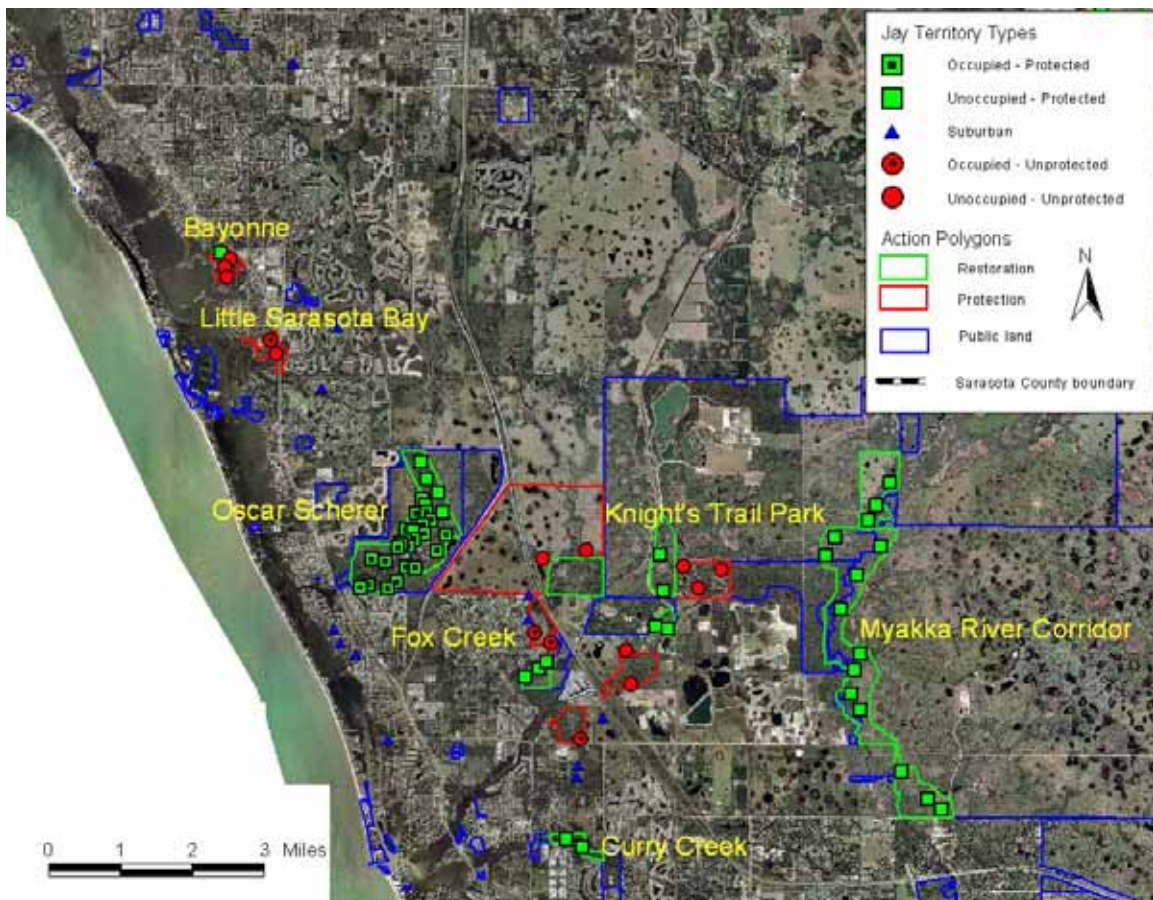 Jay Territory Types
Occupied - Protected
Unoccupied - Protected
Suburban
Occupied - Unprotected
Unoccupied - Unprotected
Action Polygons
Restoration
Protection
Public land
Sarasota County boundary
N
Bayonne
Little Sarasota Bay
Oscar Scherer
Knight's Trail Park
Fox Creek
Myakka River Corridor
Curry Creek
0 1 2 3 Miles